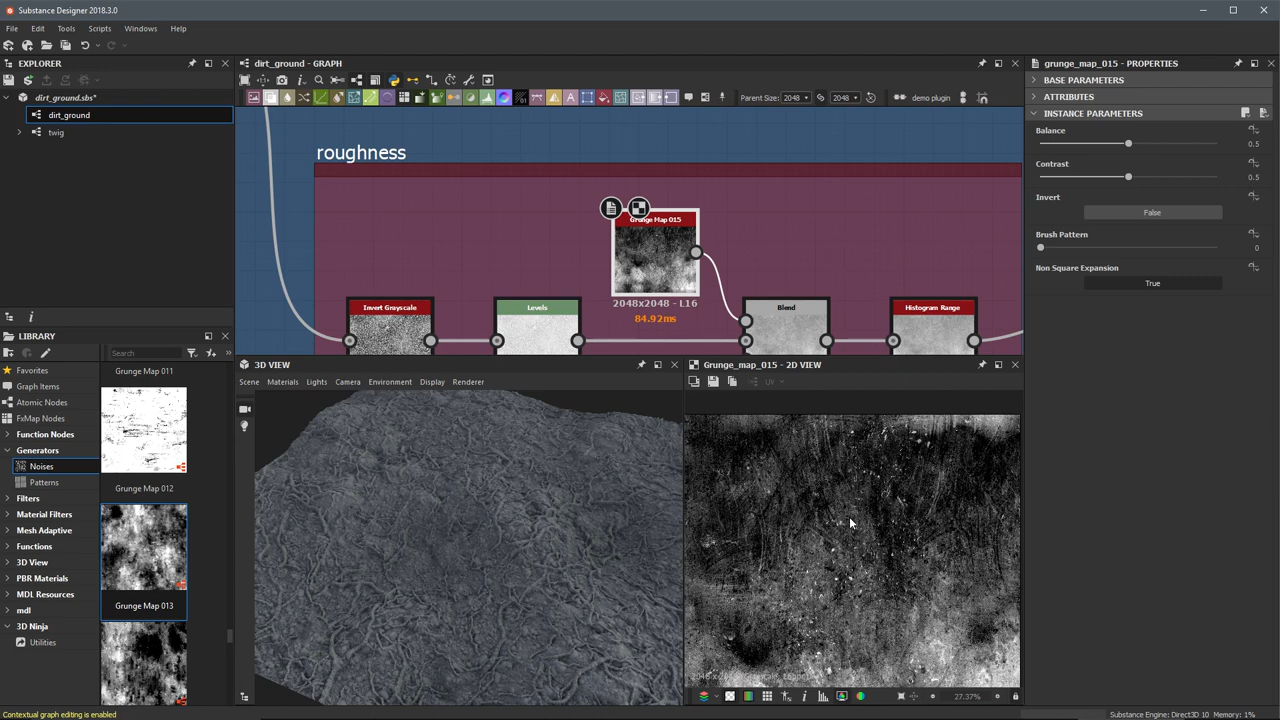 Substance Designer 2018.3.0
File Edit Tools Scripts Windows Help
EXPLORER
dirt_ground.sbs*
dirt_ground
twig
LIBRARY
Search
Favorites
Graph Items
Atomic Nodes
FxMap Nodes
Function Nodes
Generators
Noises
Patterns
Filters
Material Filters
Mesh Adaptive
Functions
3D View
PBR Materials
MDL Resources
mdl
3D Ninja
Utilities
Grunge Map 011
Grunge Map 012
Grunge Map 013
dirt_ground - GRAPH
Parent Size: 2048 2048 demo plugin
roughness
Grunge Map 015
2048x2048 - L16
84.92ms
Invert Grayscale
Levels
Blend
Histogram Range
3D VIEW
Scene Materials Lights Camera Environment Display Renderer
Grunge_map_015 - 2D VIEW
UV
27.37%
grunge_map_015 - PROPERTIES
BASE PARAMETERS
ATTRIBUTES
INSTANCE PARAMETERS
Balance
0.5
Contrast
0.5
Invert
False
Brush Pattern
0
Non Square Expansion
True
Contextual graph editing is enabled
Substance Engine: Direct3D 10 Memory: 1%